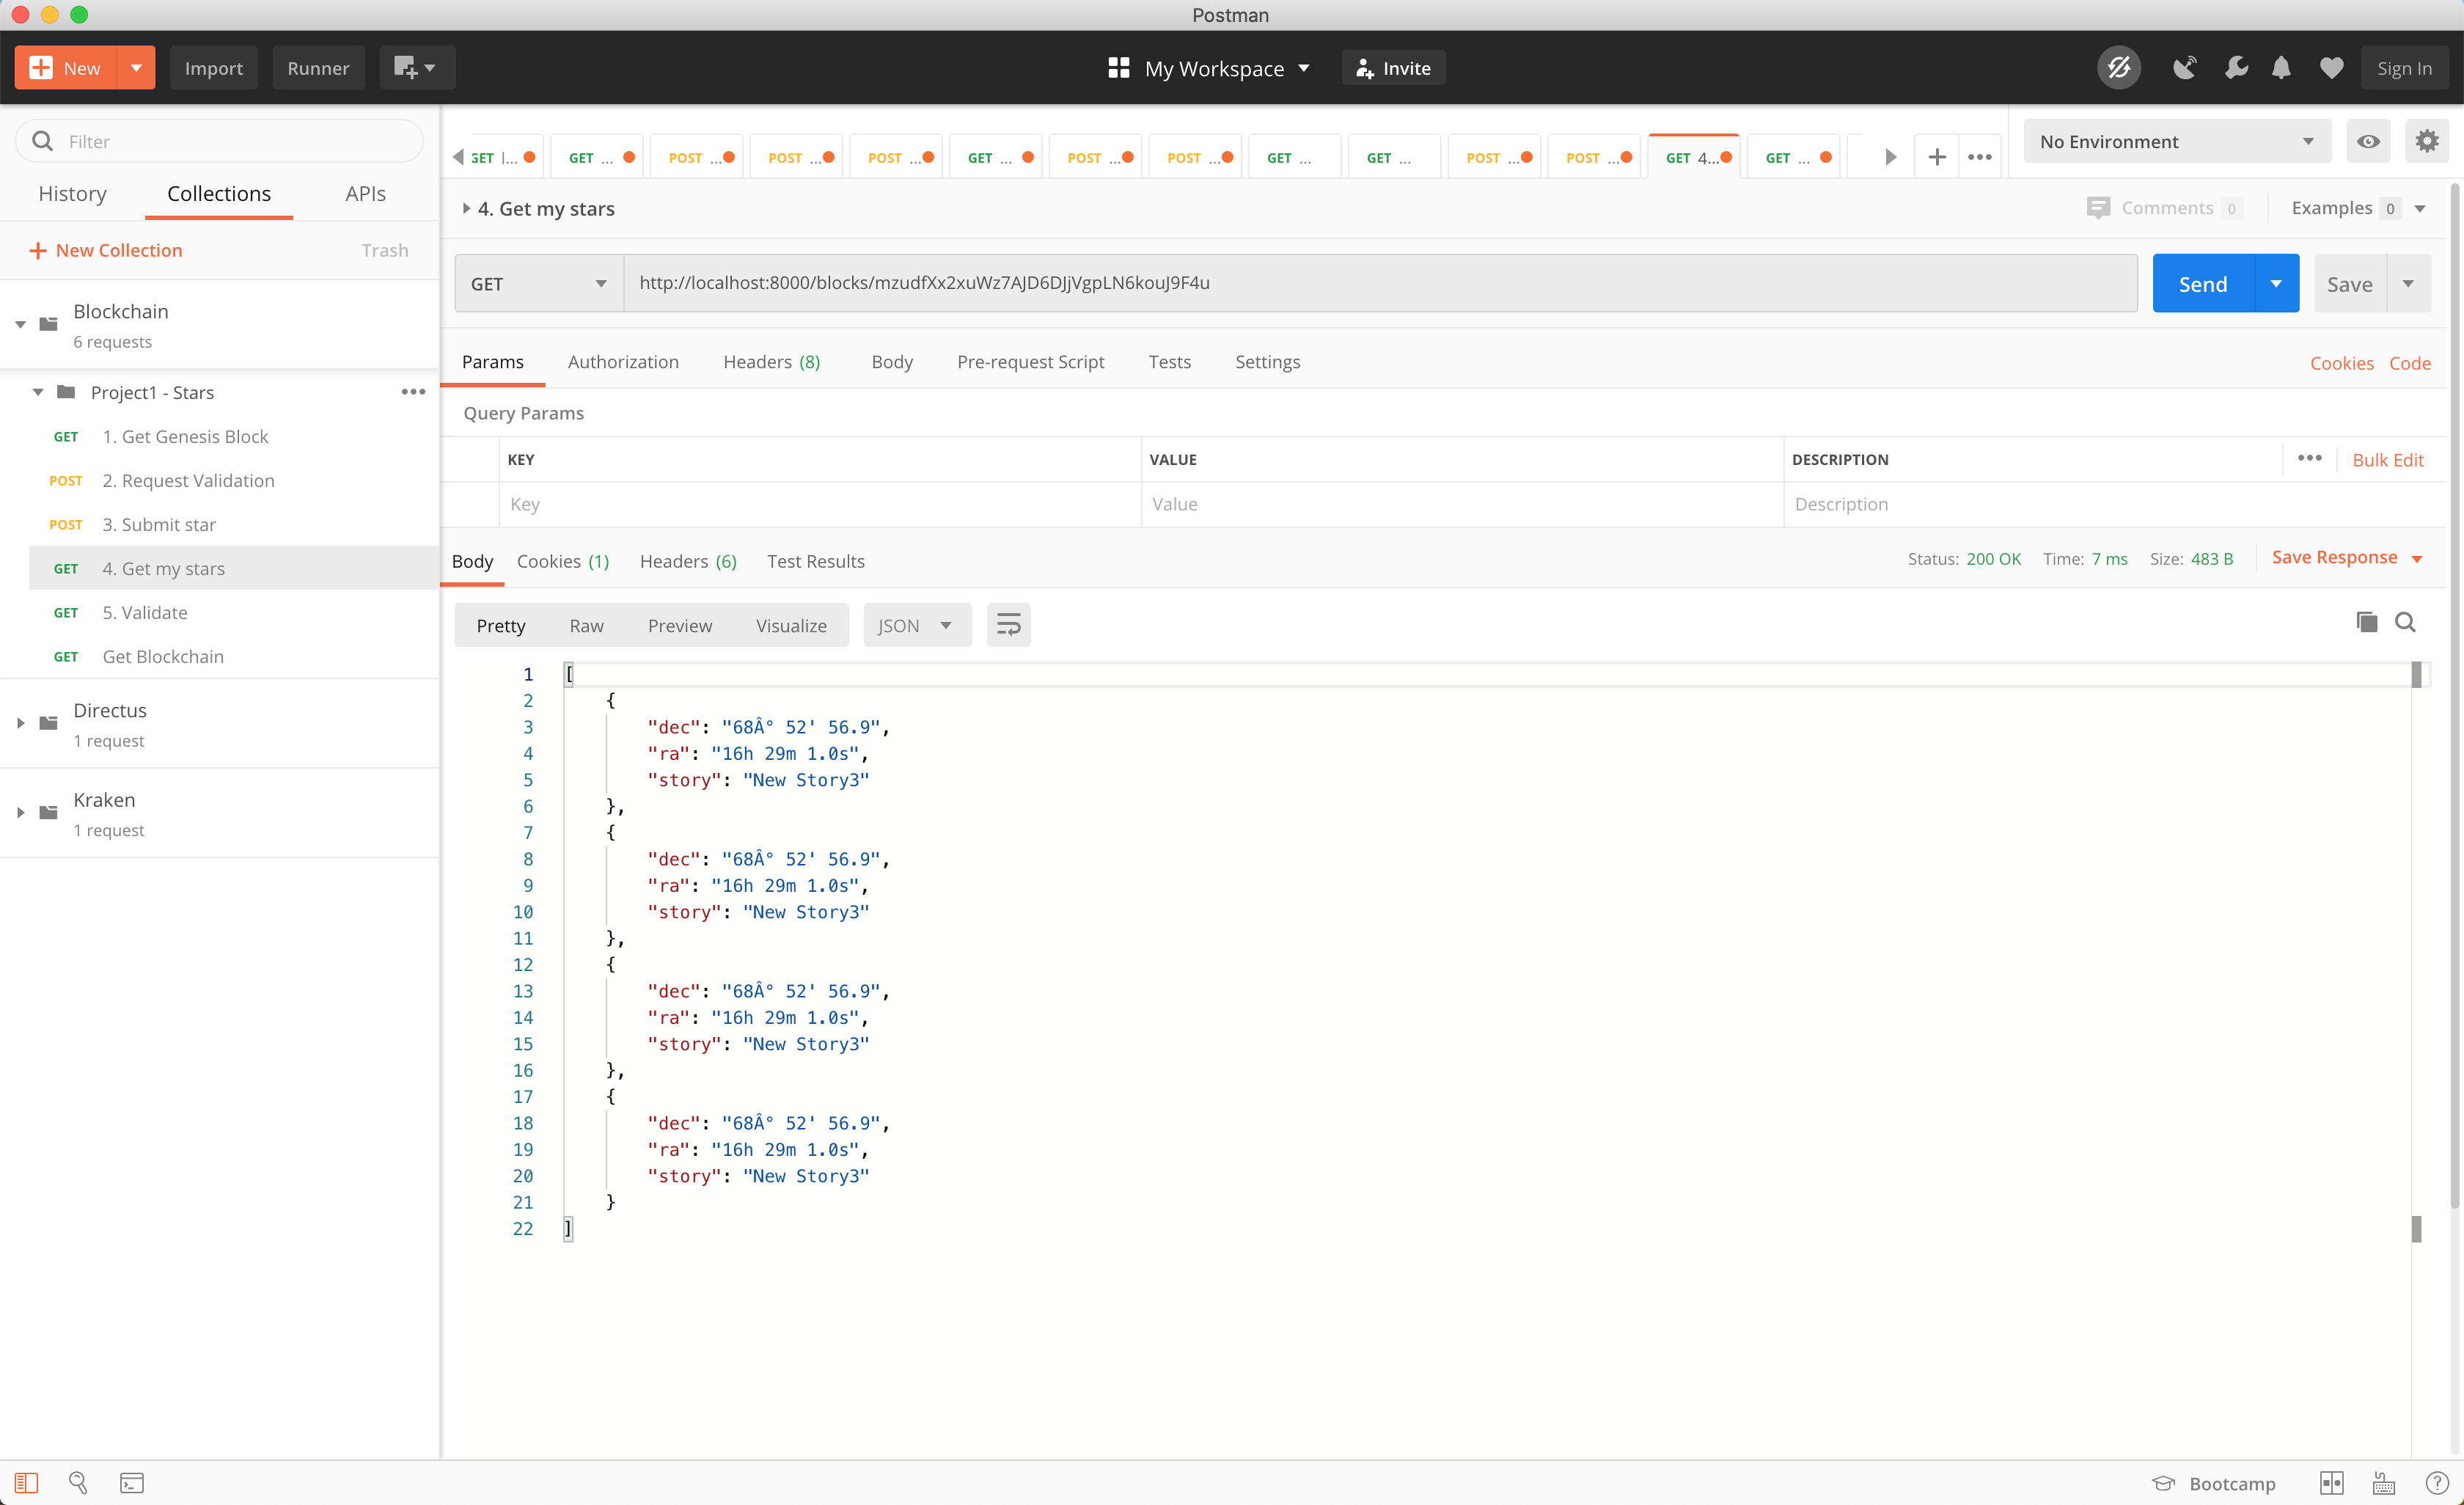 Postman
New
Import
Runner
My Workspace
Invite
Sign In
Filter
History
Collections
APIs
New Collection
Trash
Blockchain
6 requests
Project1 - Stars
GET 1. Get Genesis Block
POST 2. Request Validation
POST 3. Submit star
GET 4. Get my stars
GET 5. Validate
GET Get Blockchain
Directus
1 request
Kraken
1 request
GET ...
GET ...
POST ...
POST ...
POST ...
GET ...
POST ...
POST ...
GET ...
GET ...
POST ...
POST ...
GET 4...
GET ...
No Environment
4. Get my stars
Comments 0
Examples 0
GET
http://localhost:8000/blocks/mzudfXx2xuWz7AJD6DJjVgpLN6kouJ9F4u
Send
Save
Params
Authorization
Headers (8)
Body
Pre-request Script
Tests
Settings
Cookies
Code
Query Params
KEY
VALUE
DESCRIPTION
Bulk Edit
Key
Value
Description
Body
Cookies (1)
Headers (6)
Test Results
Status: 200 OK
Time: 7 ms
Size: 483 B
Save Response
Pretty
Raw
Preview
Visualize
JSON
1 [
2 {
3 "dec": "68Â° 52' 56.9",
4 "ra": "16h 29m 1.0s",
5 "story": "New Story3"
6 },
7 {
8 "dec": "68Â° 52' 56.9",
9 "ra": "16h 29m 1.0s",
10 "story": "New Story3"
11 },
12 {
13 "dec": "68Â° 52' 56.9",
14 "ra": "16h 29m 1.0s",
15 "story": "New Story3"
16 },
17 {
18 "dec": "68Â° 52' 56.9",
19 "ra": "16h 29m 1.0s",
20 "story": "New Story3"
21 }
22 ]
Bootcamp